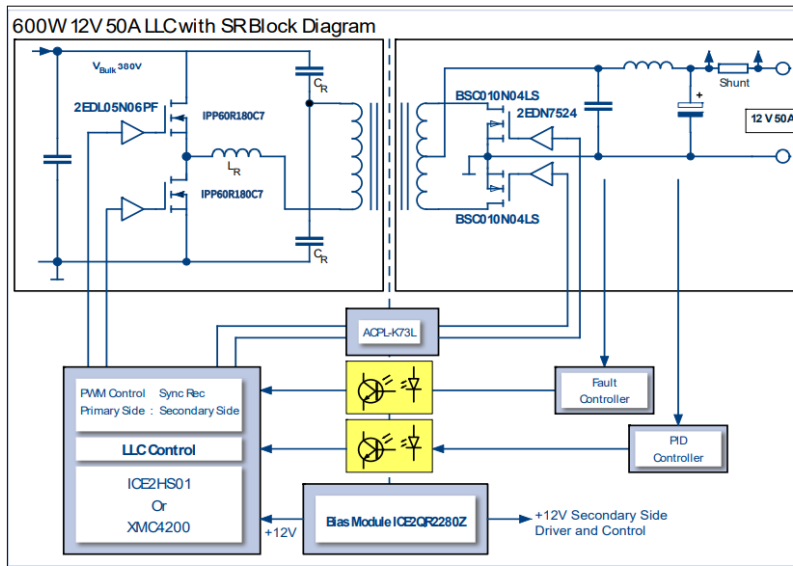 600W 12V 50A LLC with SR Block Diagram
VBulk 380V
CR
2EDL05N06PF
IPP60R180C7
LR
IPP60R180C7
CR
BSC010N04LS
2EDN7524
BSC010N04LS
Shunt
+
12 V 50A
ACPL-K73L
PWM Control Sync Rec
Primary Side : Secondary Side
LLC Control
ICE2HS01
Or
XMC4200
Fault
Controller
PID
Controller
+12V
Bias Module ICE2QR2280Z
+12V Secondary Side
Driver and Control